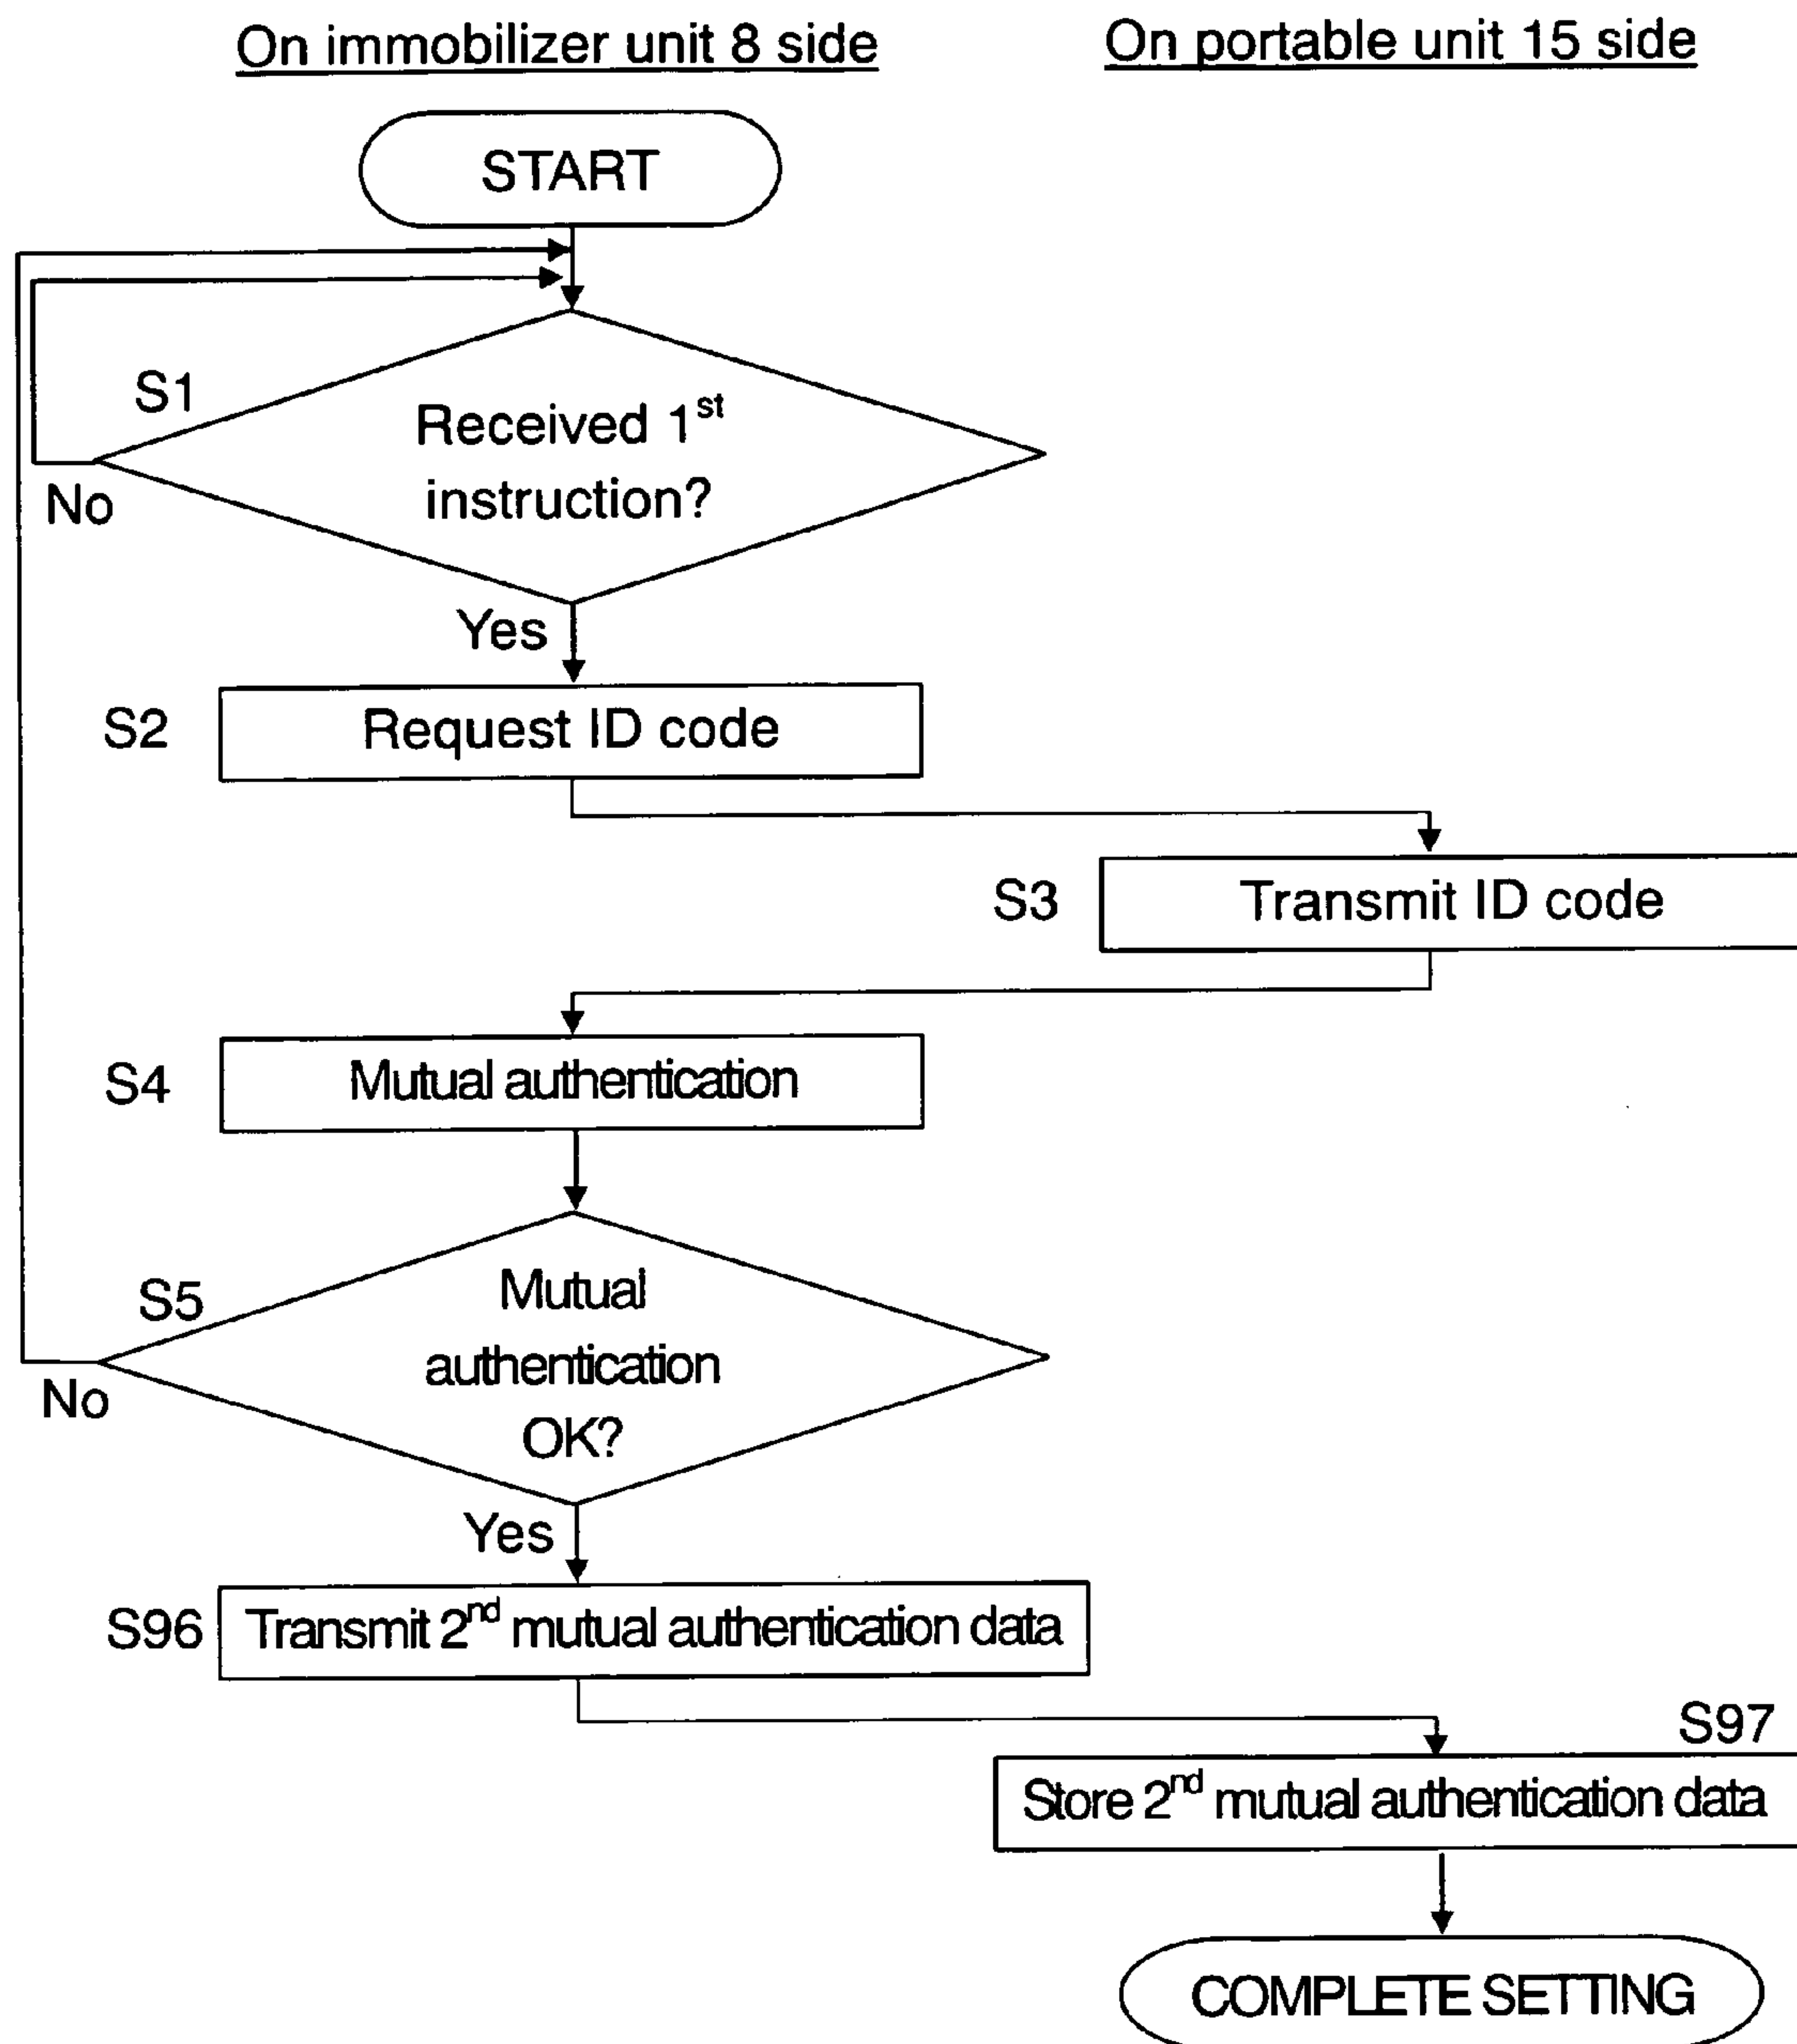 On immobilizer unit 8 side
On portable unit 15 side
START
S1
Received 1st
instruction?
No
Yes
S2
Request ID code
S3
Transmit ID code
S4
Mutual authentication
S5
Mutual
authentication
OK?
No
Yes
S96
Transmit 2nd mutual authentication data
S97
Store 2nd mutual authentication data
COMPLETE SETTING